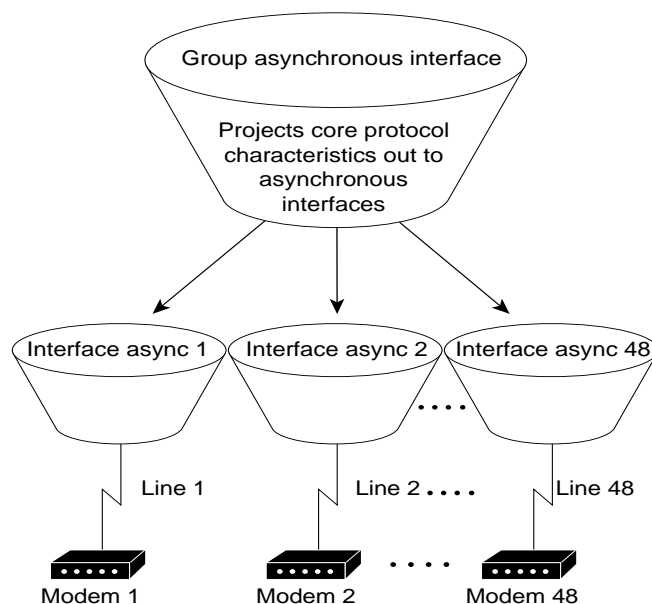 Group asynchronous interface
Projects core protocol
characteristics out to
asynchronous
interfaces
Interface async 1
Interface async 2
Interface async 48
....
Line 1
Line 2 ....
Line 48
....
Modem 1
Modem 2
Modem 48